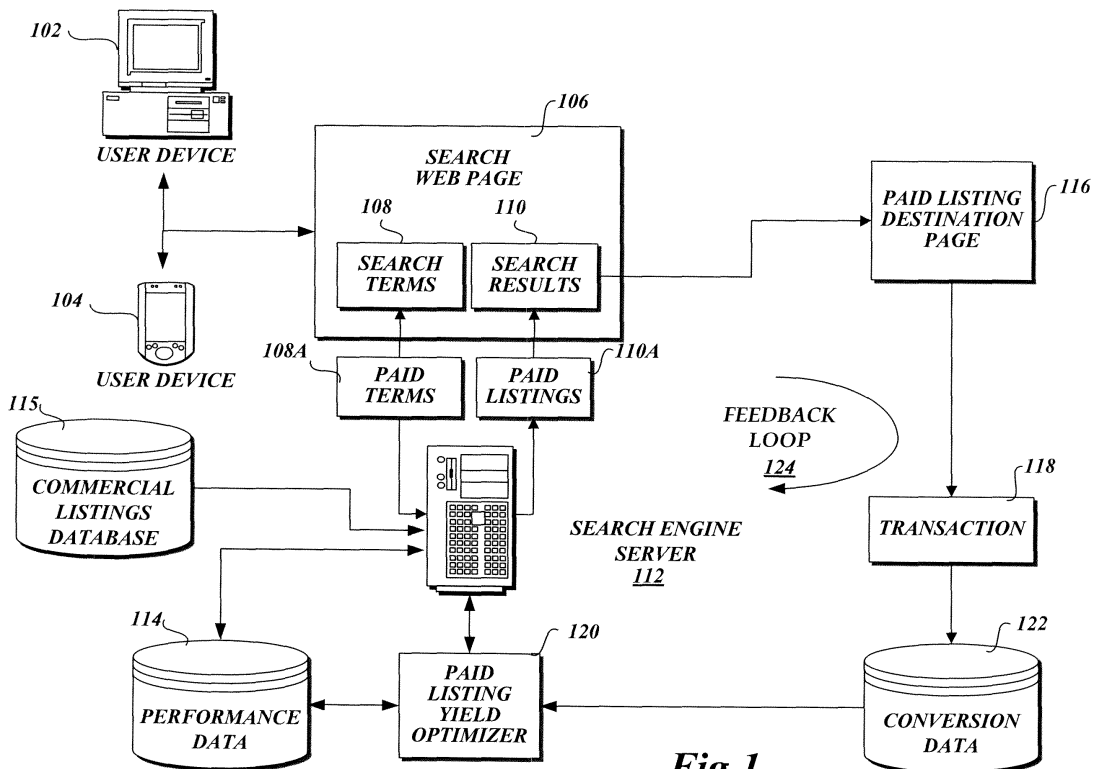 102
USER DEVICE
106
SEARCH
WEB PAGE
108
SEARCH
TERMS
110
SEARCH
RESULTS
PAID LISTING
DESTINATION
PAGE
116
104
USER DEVICE
108A
PAID
TERMS
PAID
LISTINGS
110A
115
COMMERCIAL
LISTINGS
DATABASE
FEEDBACK
LOOP
124
118
TRANSACTION
SEARCH ENGINE
SERVER
112
114
PERFORMANCE
DATA
120
PAID
LISTING
YIELD
OPTIMIZER
122
CONVERSION
DATA
Fig.1.